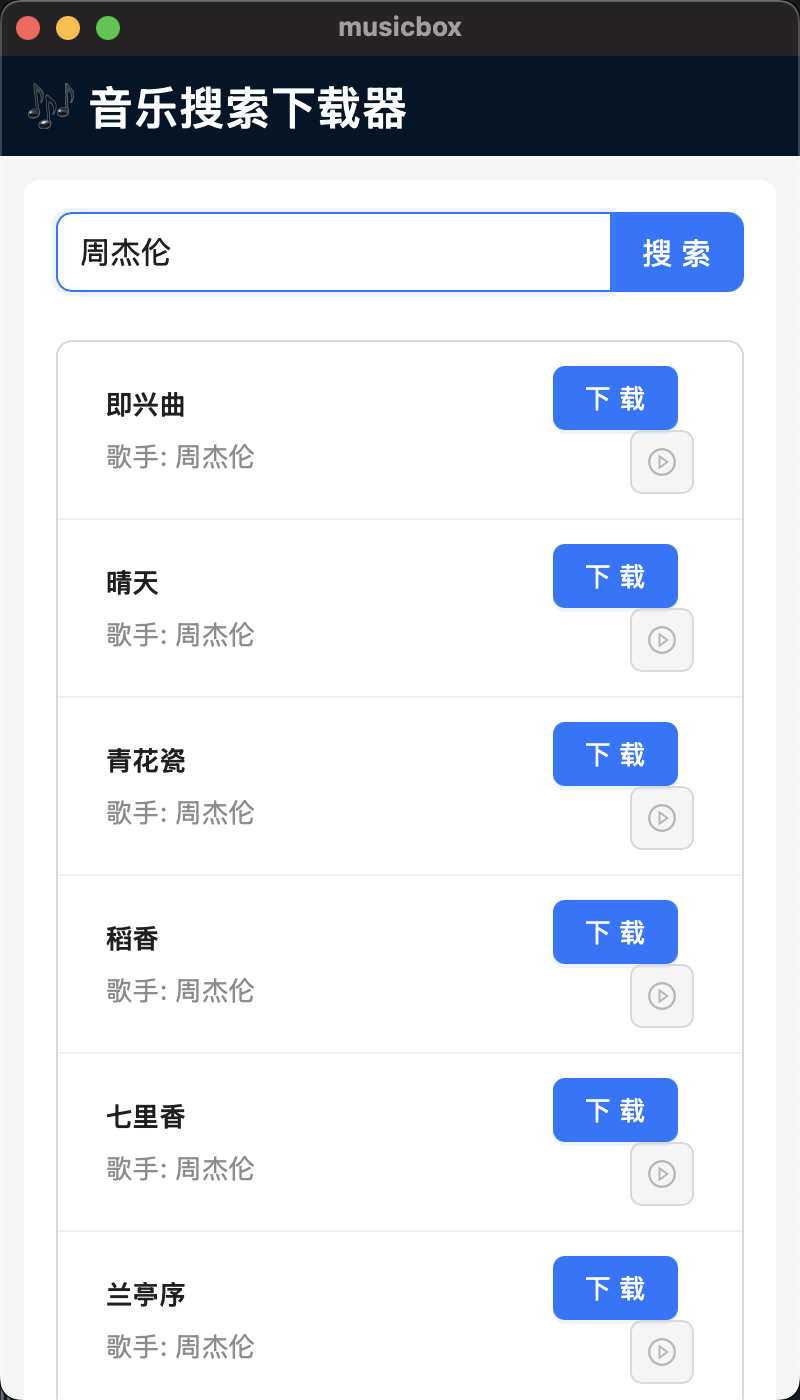 musicbox
🎶 音乐搜索下载器
周杰伦 搜 索
即兴曲 下 载
歌手: 周杰伦
晴天 下 载
歌手: 周杰伦
青花瓷 下 载
歌手: 周杰伦
稻香 下 载
歌手: 周杰伦
七里香 下 载
歌手: 周杰伦
兰亭序 下 载
歌手: 周杰伦